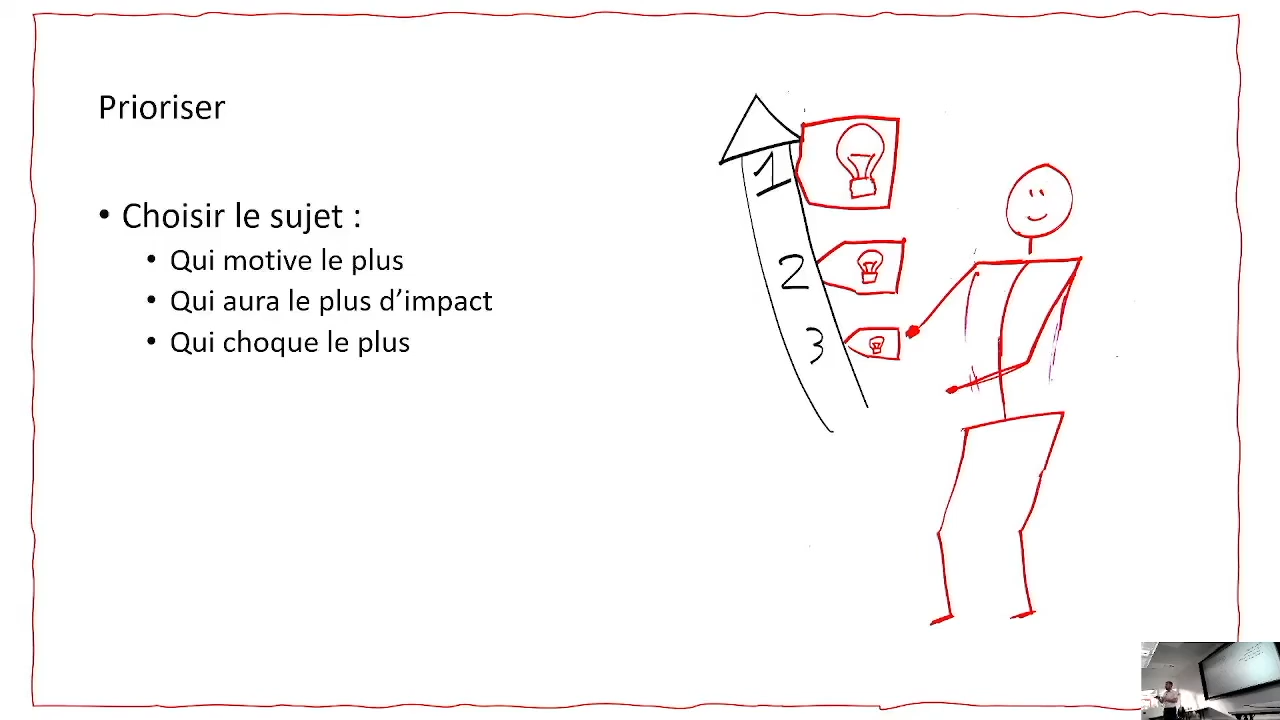 Prioriser
• Choisir le sujet :
• Qui motive le plus
• Qui aura le plus d’impact
• Qui choque le plus
1
2
3